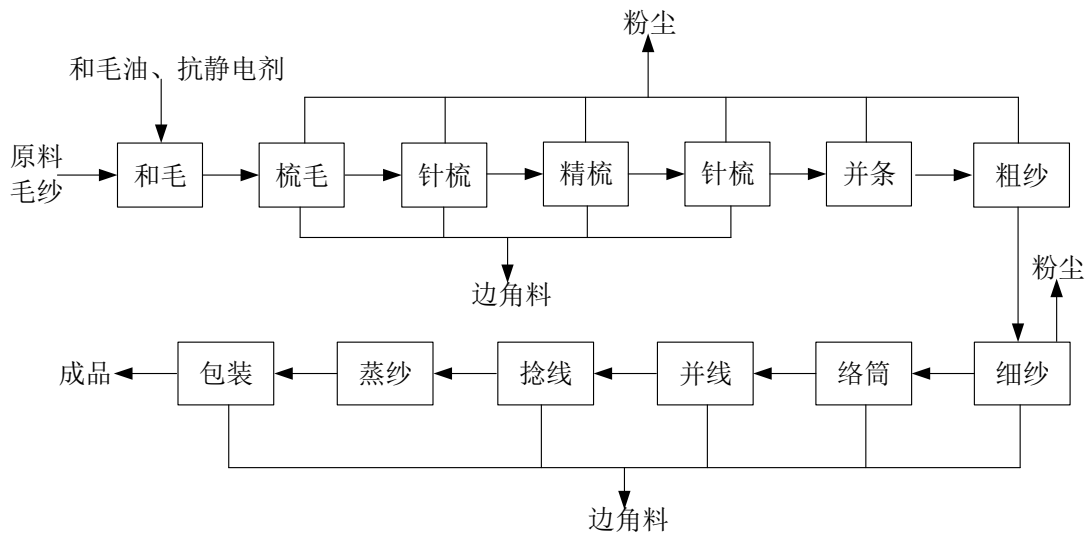 粉尘
和毛油、抗静电剂
原料
毛纱
和毛
梳毛
针梳
精梳
针梳
并条
粗纱
边角料
粉尘
成品
包装
蒸纱
捻线
并线
络筒
细纱
边角料